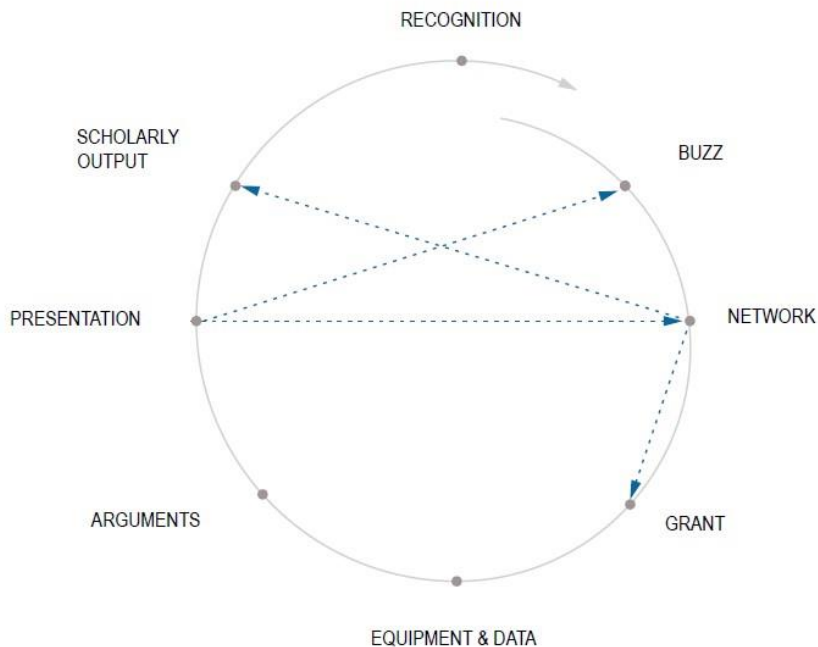 RECOGNITION
SCHOLARLY
OUTPUT
BUZZ
PRESENTATION
NETWORK
ARGUMENTS
GRANT
EQUIPMENT & DATA